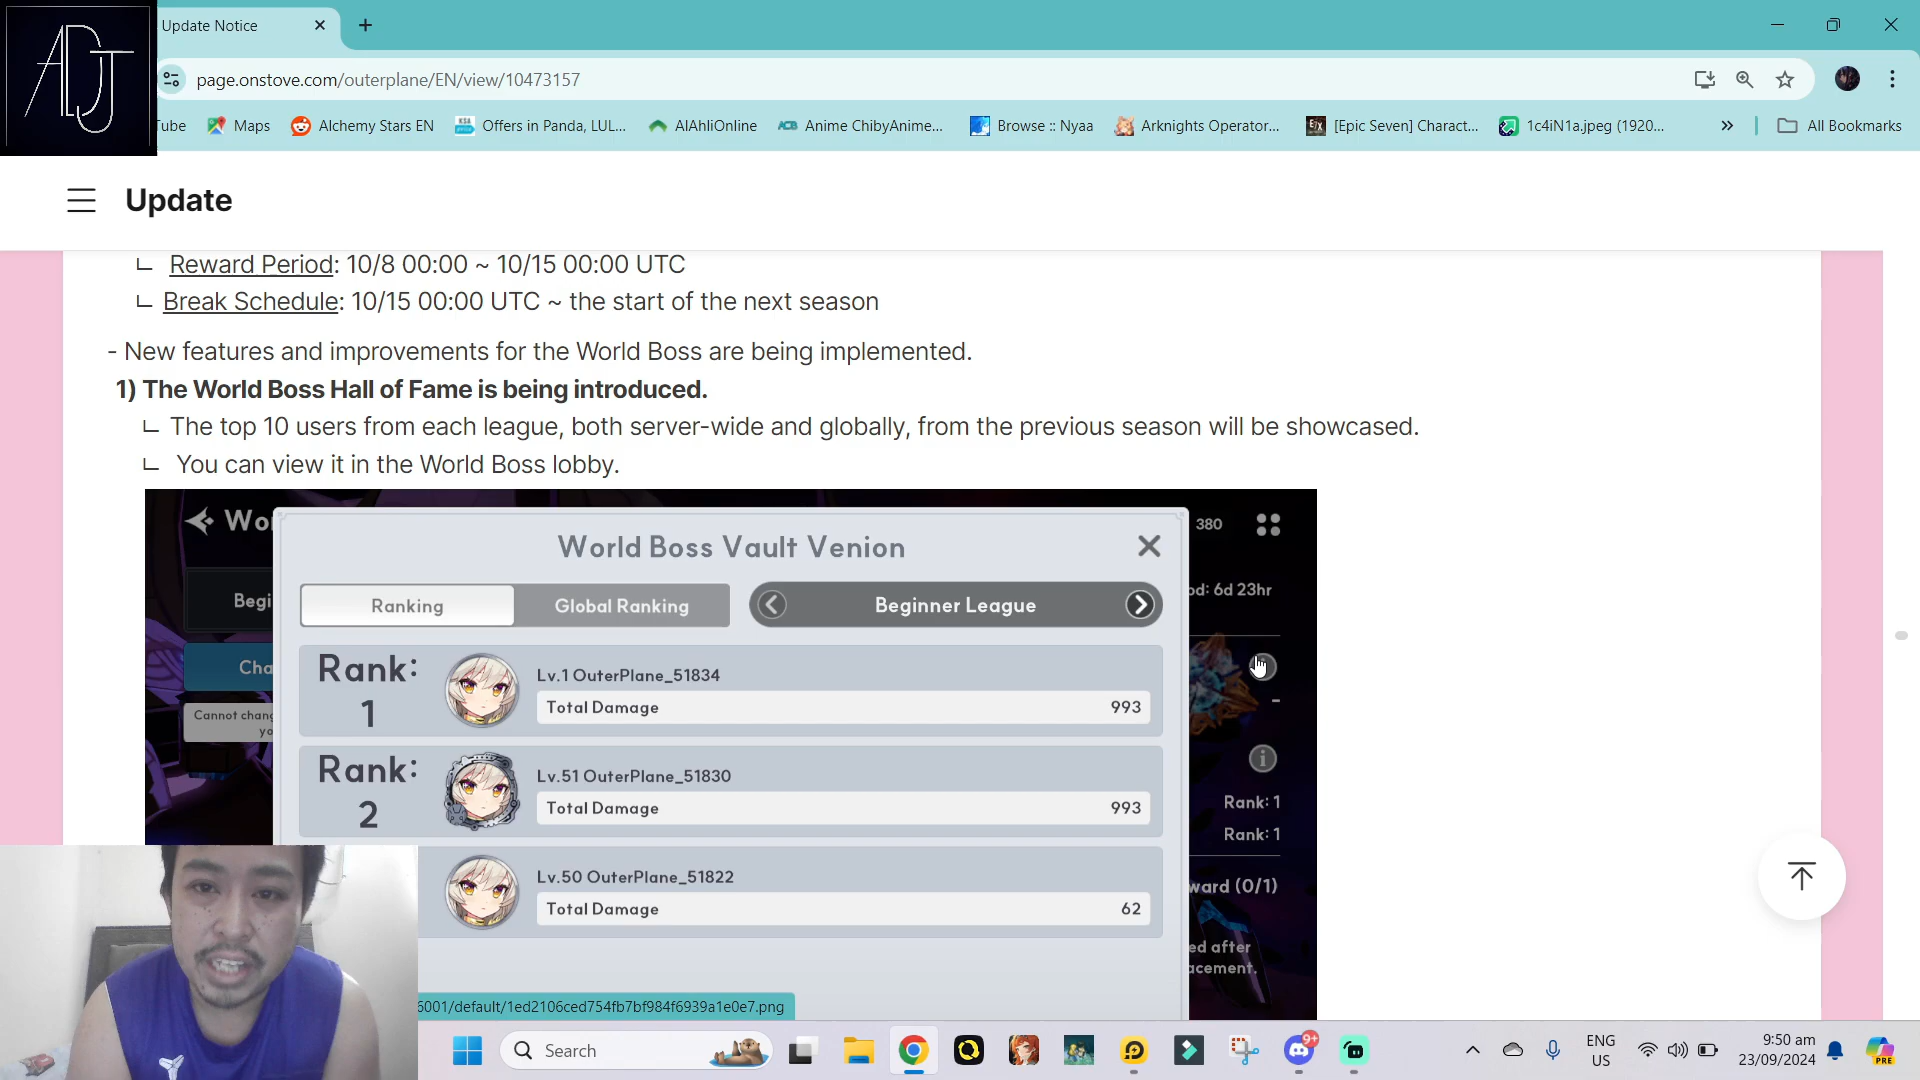 ADJ
Update Notice
page.onstove.com/outerplane/EN/view/10473157
Tube
Maps
Alchemy Stars EN
Offers in Panda, LUL...
AlAhliOnline
Anime ChibyAnime...
Browse :: Nyaa
Arknights Operator...
[Epic Seven] Charact...
1c4iN1a.jpeg (1920...
All Bookmarks
Update
ㄴ Reward Period: 10/8 00:00 ~ 10/15 00:00 UTC
ㄴ Break Schedule: 10/15 00:00 UTC ~ the start of the next season
- New features and improvements for the World Boss are being implemented.
1) The World Boss Hall of Fame is being introduced.
ㄴ The top 10 users from each league, both server-wide and globally, from the previous season will be showcased.
ㄴ You can view it in the World Boss lobby.
Wor
380
World Boss Vault Venion
od: 6d 23hr
Begi
Ranking
Global Ranking
Beginner League
Rank:
1
Lv.1 OuterPlane_51834
Total Damage
993
Cha
Cannot chang
yo
Rank:
2
Lv.51 OuterPlane_51830
Total Damage
993
Rank: 1
Rank: 1
Lv.50 OuterPlane_51822
Total Damage
62
ward (0/1)
ed after
acement.
6001/default/1ed2106ced754fb7bf984f6939a1e0e7.png
Search
9+
ENG
US
9:50 am
23/09/2024
PRE